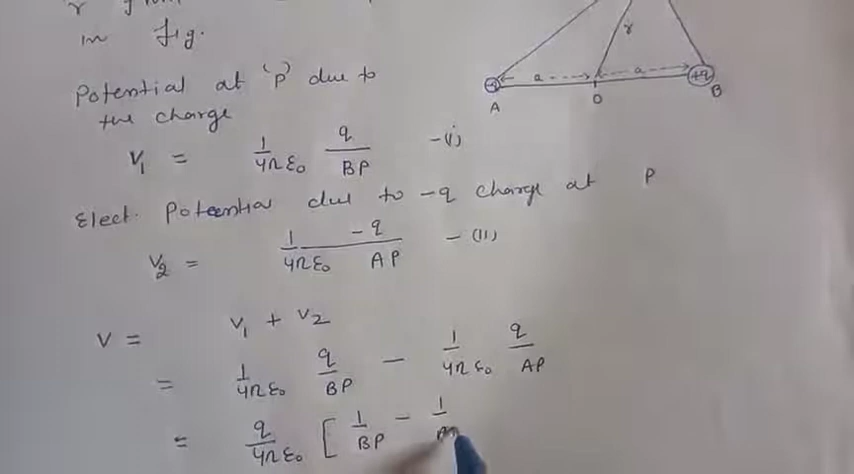 in fig.
r
a a
-q +q
A O B
Potential at 'P' due to
the charge
V₁ = 1/4πε₀ q/BP -(i)
Elect. Potential due to -q charge at P
V₂ = 1/4πε₀ -q/AP - (II)
V = V₁ + V₂
= 1/4πε₀ q/BP - 1/4πε₀ q/AP
= q/4πε₀ [ 1/BP - 1/